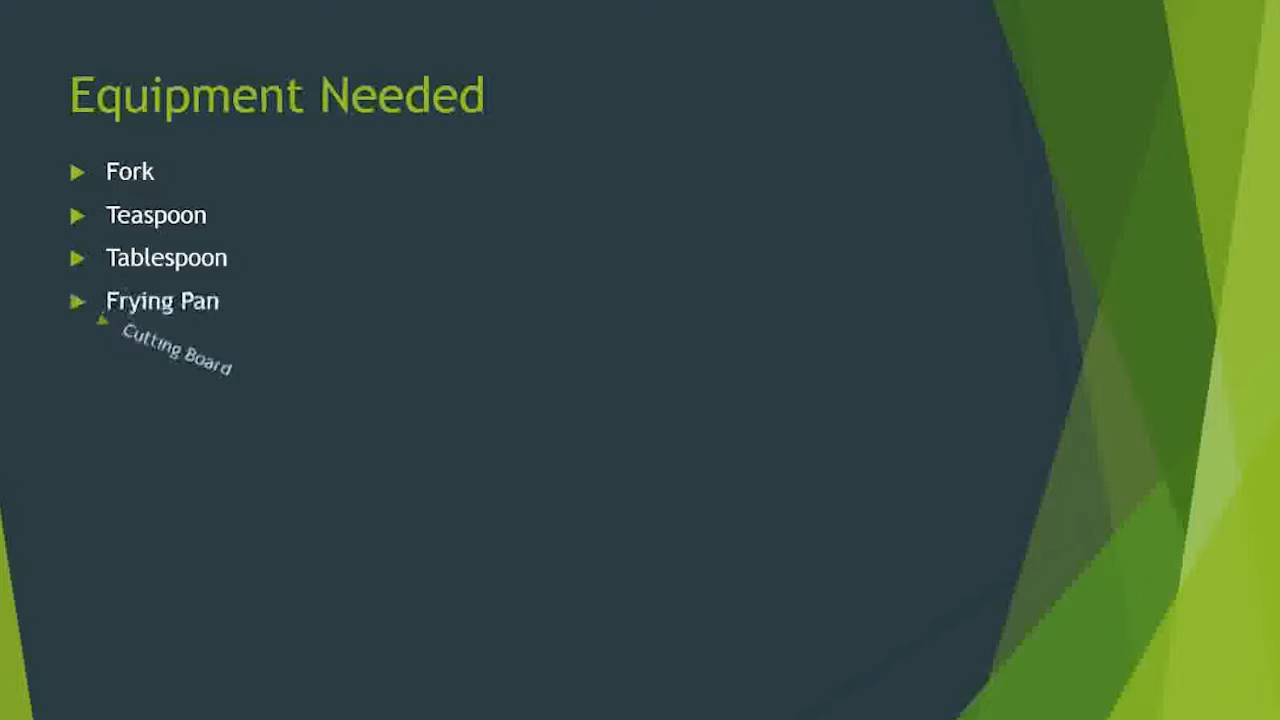 Equipment Needed
Fork
Teaspoon
Tablespoon
Frying Pan
Cutting Board